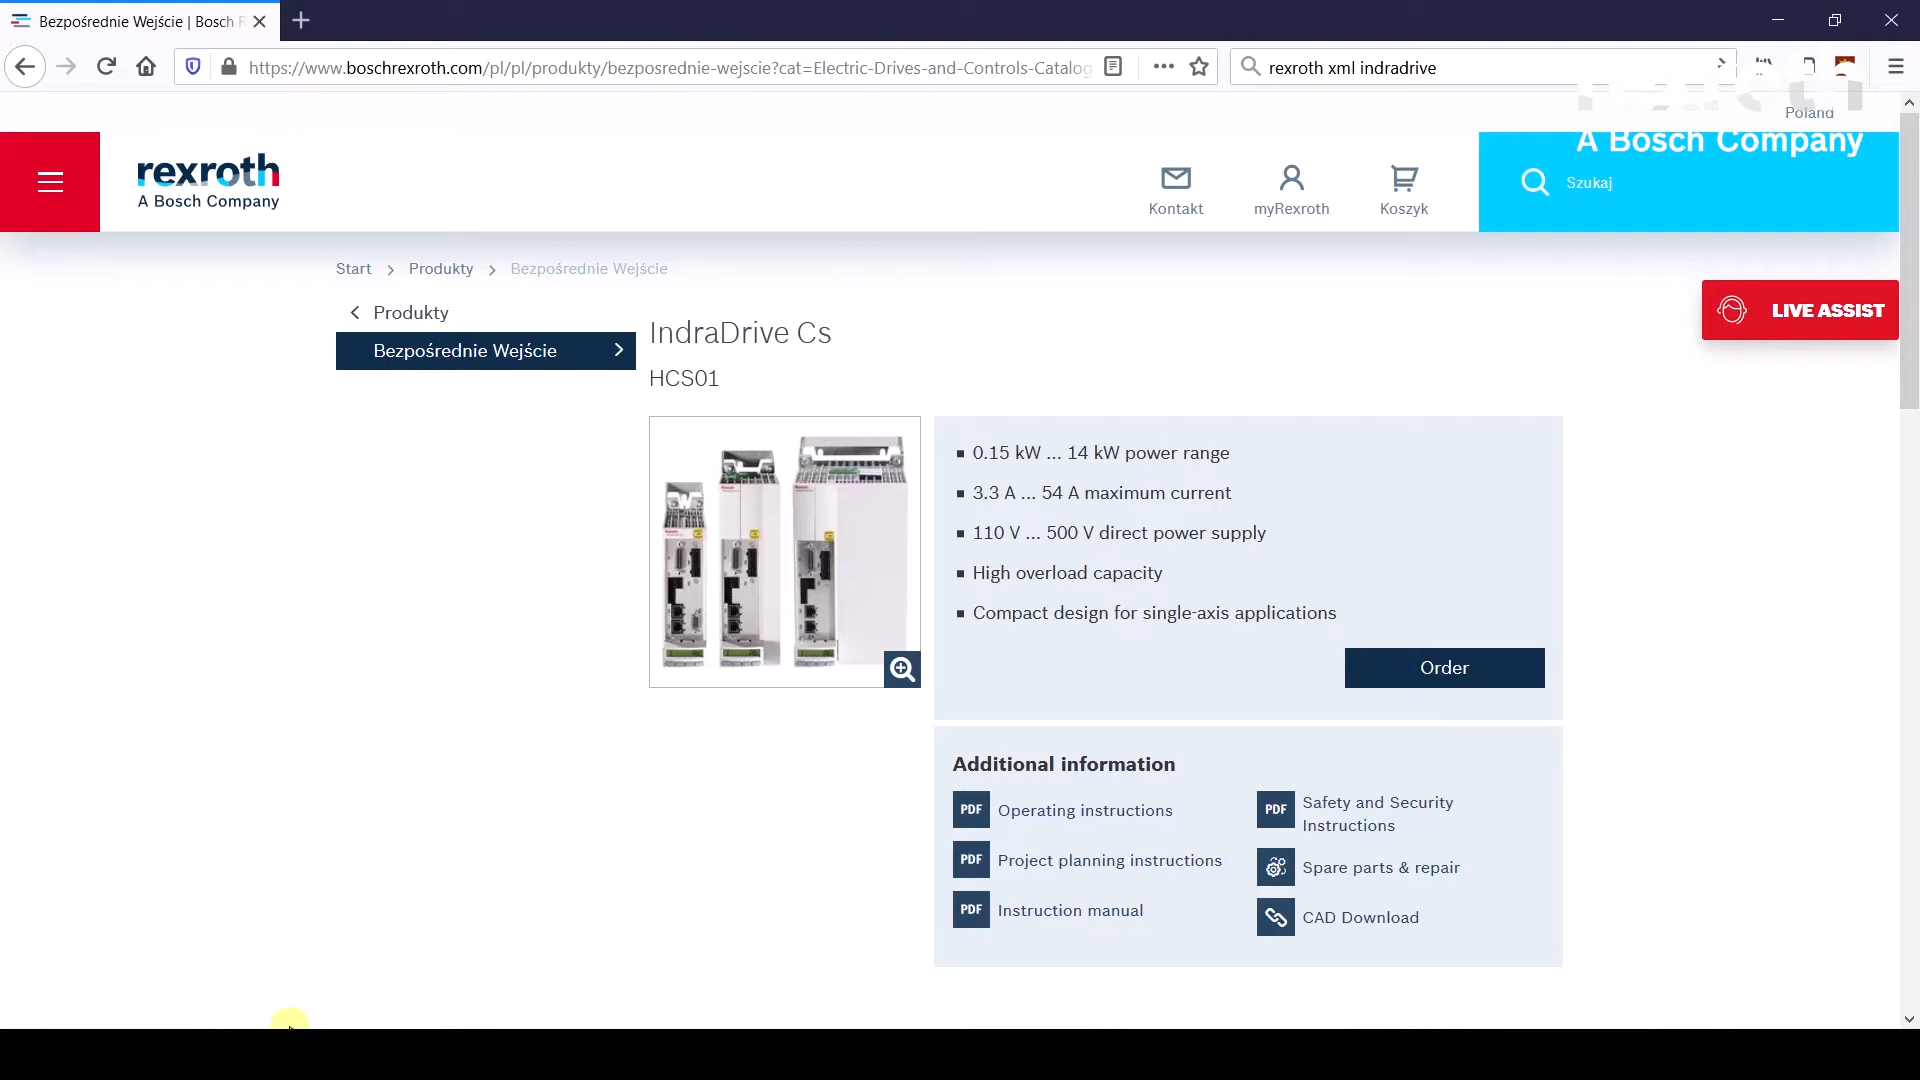 Bezpośrednie Wejście | Bosch R
https://www.boschrexroth.com/pl/pl/produkty/bezposrednie-wejscie?cat=Electric-Drives-and-Controls-Catalog
rexroth xml indradrive
Poland
rexroth
A Bosch Company
rexroth
A Bosch Company
Kontakt
myRexroth
Koszyk
Szukaj
Start
Produkty
Bezpośrednie Wejście
Produkty
Bezpośrednie Wejście
LIVE ASSIST
IndraDrive Cs
HCS01
0.15 kW ... 14 kW power range
3.3 A ... 54 A maximum current
110 V ... 500 V direct power supply
High overload capacity
Compact design for single-axis applications
Order
Additional information
PDF Operating instructions
PDF Project planning instructions
PDF Instruction manual
PDF Safety and Security
Instructions
Spare parts & repair
CAD Download